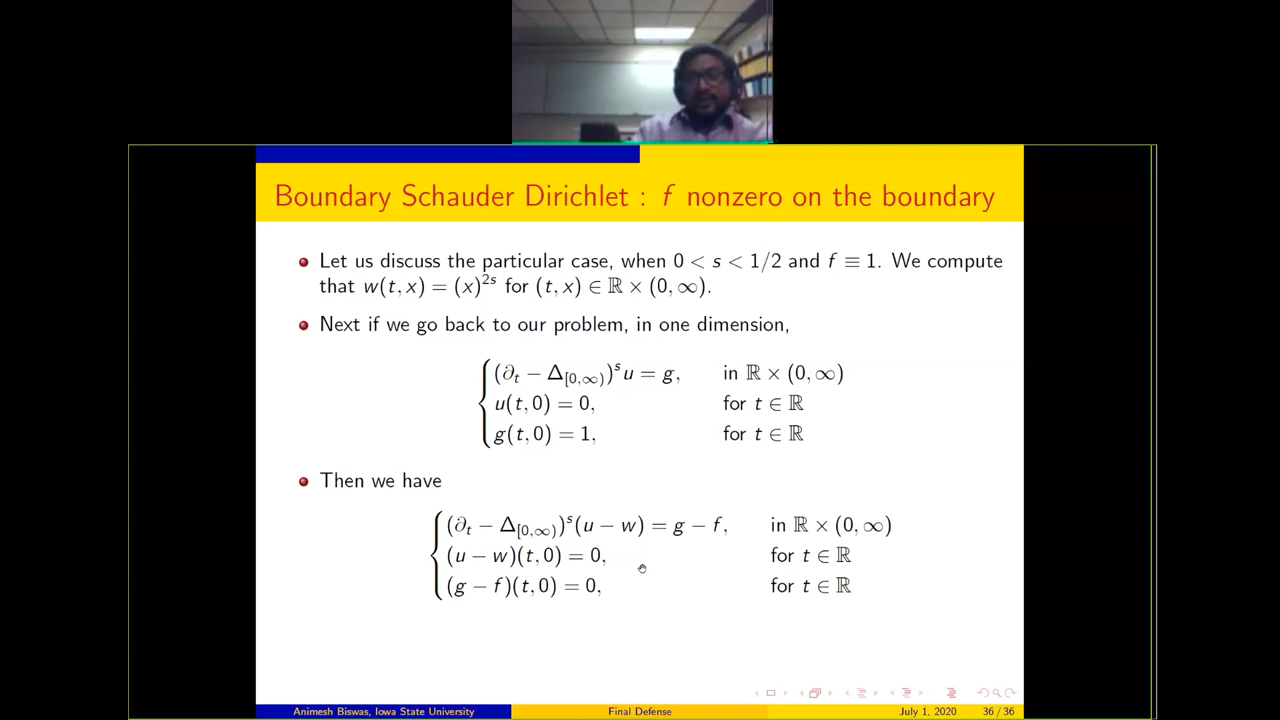 Boundary Schauder Dirichlet : f nonzero on the boundary
Let us discuss the particular case, when 0 < s < 1/2 and f ≡ 1. We compute
that w(t, x) = (x)^{2s} for (t, x) ∈ ℝ × (0, ∞).
Next if we go back to our problem, in one dimension,
(∂_t − Δ_{[0,∞)})^s u = g, in ℝ × (0, ∞)
u(t, 0) = 0, for t ∈ ℝ
g(t, 0) = 1, for t ∈ ℝ
Then we have
(∂_t − Δ_{[0,∞)})^s (u − w) = g − f, in ℝ × (0, ∞)
(u − w)(t, 0) = 0, for t ∈ ℝ
(g − f)(t, 0) = 0, for t ∈ ℝ
Animesh Biswas, Iowa State University Final Defense July 1, 2020 36 / 36